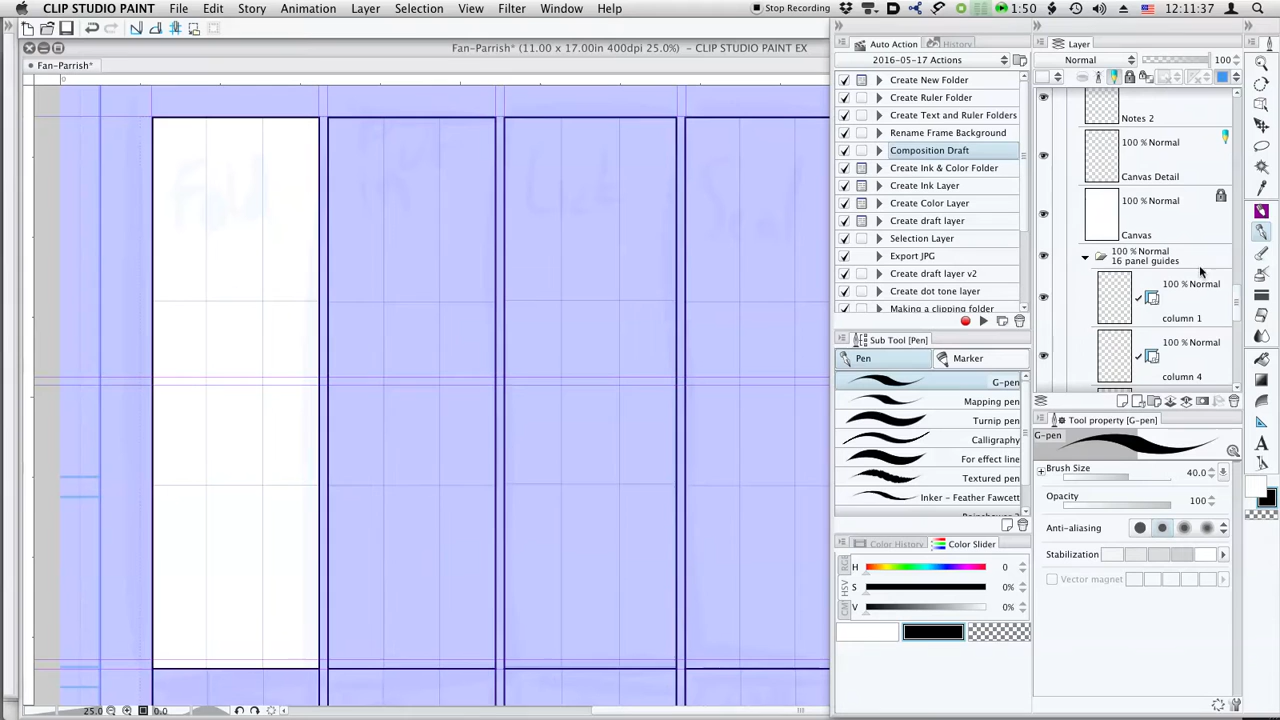 CLIP STUDIO PAINT File Edit Story Animation Layer Selection View Filter Window Help Stop Recording 1:50 12:11:37
Fan-Parrish* (11.00 x 17.00in 400dpi 25.0%) - CLIP STUDIO PAINT EX
Fan-Parrish*
0
25.0
0.0
Auto Action History
2016-05-17 Actions
Create New Folder
Create Ruler Folder
Create Text and Ruler Folders
Rename Frame Background
Composition Draft
Create Ink & Color Folder
Create Ink Layer
Create Color Layer
Create draft layer
Selection Layer
Export JPG
Create draft layer v2
Create dot tone layer
Making a clipping folder
Sub Tool [Pen]
Pen Marker
G-pen
Mapping pen
Turnip pen
Calligraphy
For effect line
Textured pen
Inker - Feather Fawcett
Color History Color Slider
RGB
HSV
CM
H 0
S 0%
V 0%
Layer
Normal 100
Notes 2
100 % Normal
Canvas Detail
100 % Normal
Canvas
100 % Normal
16 panel guides
100 % Normal
column 1
100 % Normal
column 4
Tool property [G-pen]
G-pen
Brush Size 40.0
Opacity 100
Anti-aliasing
Stabilization
Vector magnet